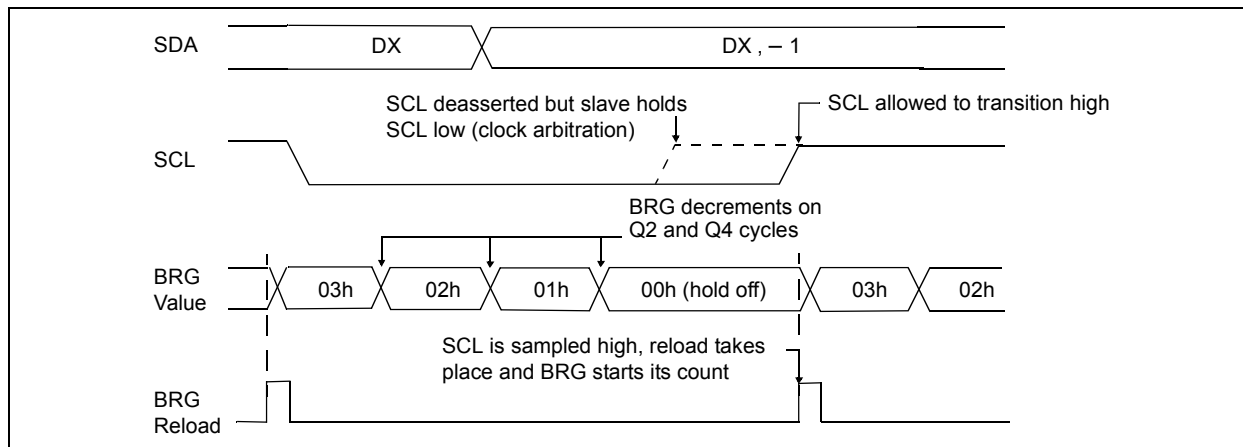 SDA
DX
DX , – 1
SCL deasserted but slave holds
SCL low (clock arbitration)
SCL allowed to transition high
SCL
BRG decrements on
Q2 and Q4 cycles
BRG
Value
03h
02h
01h
00h (hold off)
03h
02h
SCL is sampled high, reload takes
place and BRG starts its count
BRG
Reload